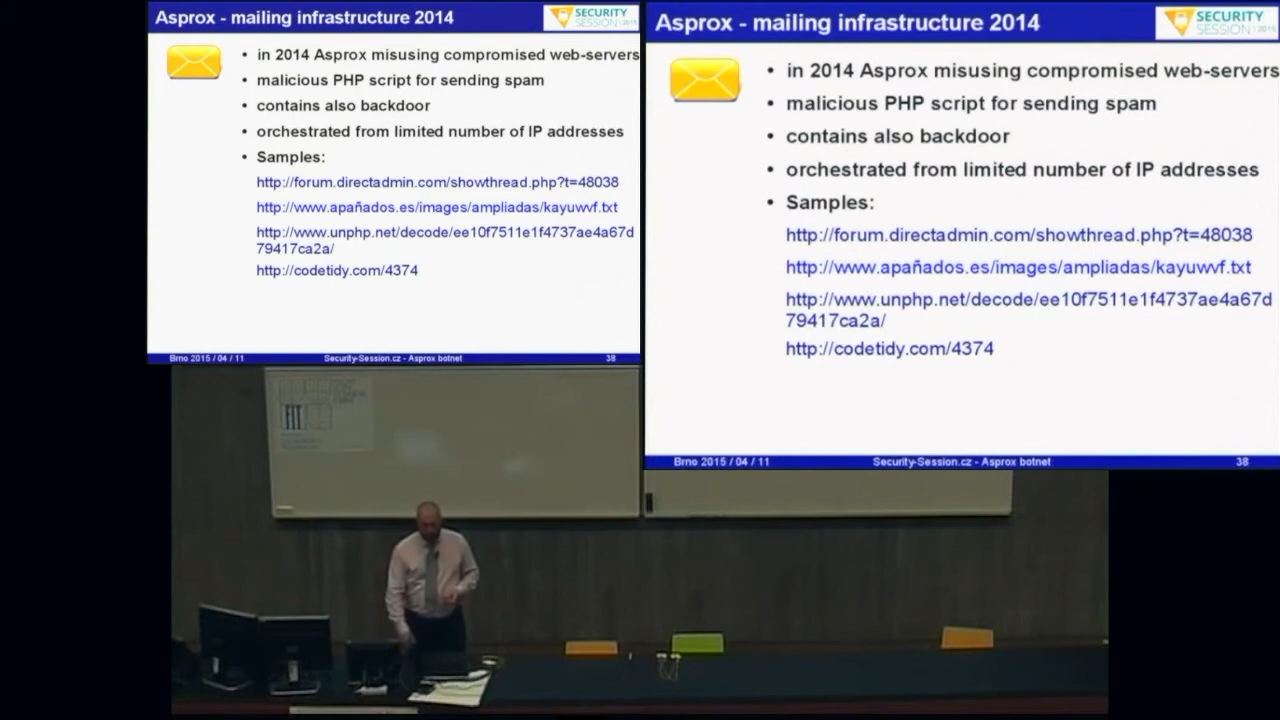 Asprox - mailing infrastructure 2014
SECURITY
SESSION 2015
• in 2014 Asprox misusing compromised web-servers
• malicious PHP script for sending spam
• contains also backdoor
• orchestrated from limited number of IP addresses
• Samples:
http://forum.directadmin.com/showthread.php?t=48038
http://www.apañados.es/images/ampliadas/kayuwvf.txt
http://www.unphp.net/decode/ee10f7511e1f4737ae4a67d
79417ca2a/
http://codetidy.com/4374
Brno 2015 / 04 / 11 Security-Session.cz - Asprox botnet 38
Asprox - mailing infrastructure 2014
SECURITY
SESSION 2015
• in 2014 Asprox misusing compromised web-servers
• malicious PHP script for sending spam
• contains also backdoor
• orchestrated from limited number of IP addresses
• Samples:
http://forum.directadmin.com/showthread.php?t=48038
http://www.apañados.es/images/ampliadas/kayuwvf.txt
http://www.unphp.net/decode/ee10f7511e1f4737ae4a67d
79417ca2a/
http://codetidy.com/4374
Brno 2015 / 04 / 11 Security-Session.cz - Asprox botnet 38
FIT